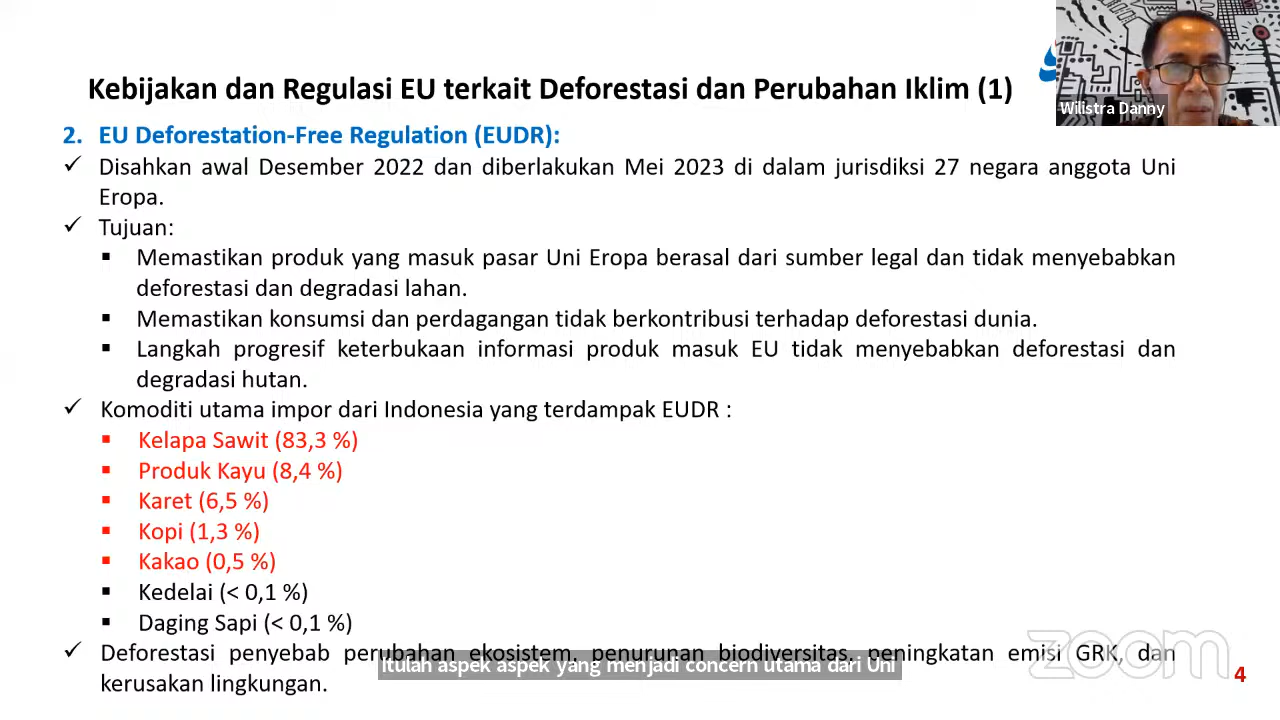 Kebijakan dan Regulasi EU terkait Deforestasi dan Perubahan Iklim (1)
Wilistra Danny
2. EU Deforestation-Free Regulation (EUDR):
✓ Disahkan awal Desember 2022 dan diberlakukan Mei 2023 di dalam jurisdiksi 27 negara anggota Uni
Eropa.
✓ Tujuan:
▪ Memastikan produk yang masuk pasar Uni Eropa berasal dari sumber legal dan tidak menyebabkan
deforestasi dan degradasi lahan.
▪ Memastikan konsumsi dan perdagangan tidak berkontribusi terhadap deforestasi dunia.
▪ Langkah progresif keterbukaan informasi produk masuk EU tidak menyebabkan deforestasi dan
degradasi hutan.
✓ Komoditi utama impor dari Indonesia yang terdampak EUDR :
▪ Kelapa Sawit (83,3 %)
▪ Produk Kayu (8,4 %)
▪ Karet (6,5 %)
▪ Kopi (1,3 %)
▪ Kakao (0,5 %)
▪ Kedelai (< 0,1 %)
▪ Daging Sapi (< 0,1 %)
✓ Deforestasi penyebab perubahan ekosistem, penurunan biodiversitas, peningkatan emisi GRK, dan
kerusakan lingkungan.
Itulah aspek aspek yang menjadi concern utama dari Uni
zoom
4